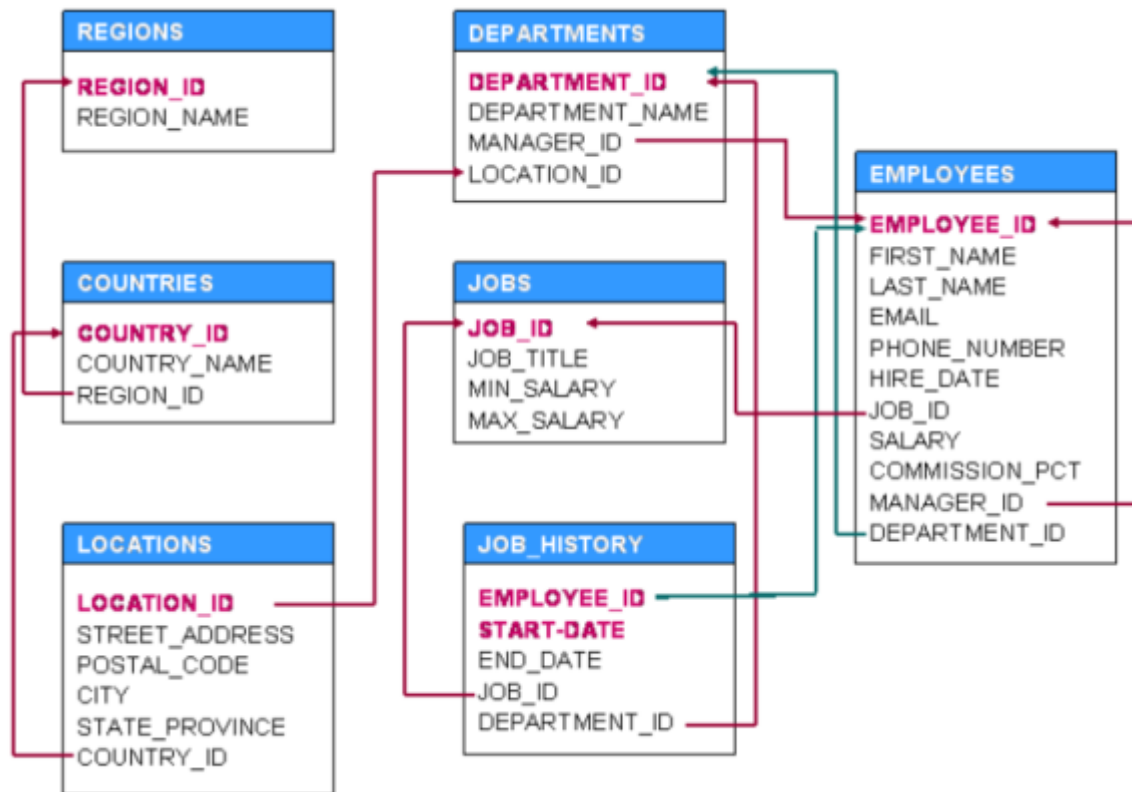 REGIONS
REGION_ID
REGION_NAME
DEPARTMENTS
DEPARTMENT_ID
DEPARTMENT_NAME
MANAGER_ID
LOCATION_ID
EMPLOYEES
EMPLOYEE_ID
FIRST_NAME
LAST_NAME
EMAIL
PHONE_NUMBER
HIRE_DATE
JOB_ID
SALARY
COMMISSION_PCT
MANAGER_ID
DEPARTMENT_ID
COUNTRIES
COUNTRY_ID
COUNTRY_NAME
REGION_ID
JOBS
JOB_ID
JOB_TITLE
MIN_SALARY
MAX_SALARY
LOCATIONS
LOCATION_ID
STREET_ADDRESS
POSTAL_CODE
CITY
STATE_PROVINCE
COUNTRY_ID
JOB_HISTORY
EMPLOYEE_ID
START-DATE
END_DATE
JOB_ID
DEPARTMENT_ID